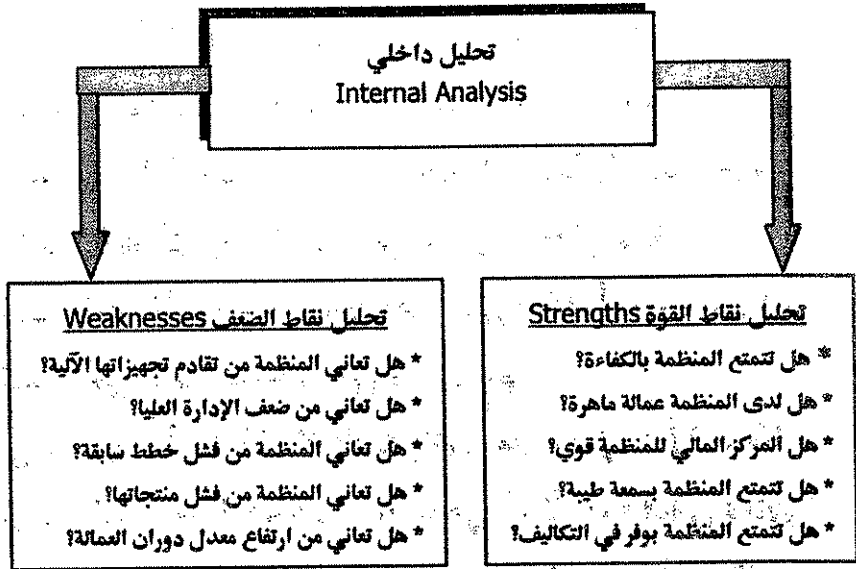 تحليل داخلي
Internal Analysis
تحليل نقاط القوة Strengths
* هل تتمتع المنظمة بالكفاءة؟
* هل لدى المنظمة عمالة ماهرة؟
* هل المركز المالي للمنظمة قوي؟
* هل تتمتع المنظمة بسمعة طيبة؟
* هل تتمتع المنظمة بوفر في التكاليف؟
تحليل نقاط الضعف Weaknesses
* هل تعاني المنظمة من تقادم تجهيزاتها الآلية؟
* هل تعاني من ضعف الإدارة العليا؟
* هل تعاني المنظمة من فشل خطط سابقة؟
* هل تعاني المنظمة من فشل منتجاتها؟
* هل تعاني من ارتفاع معدل دوران العمالة؟